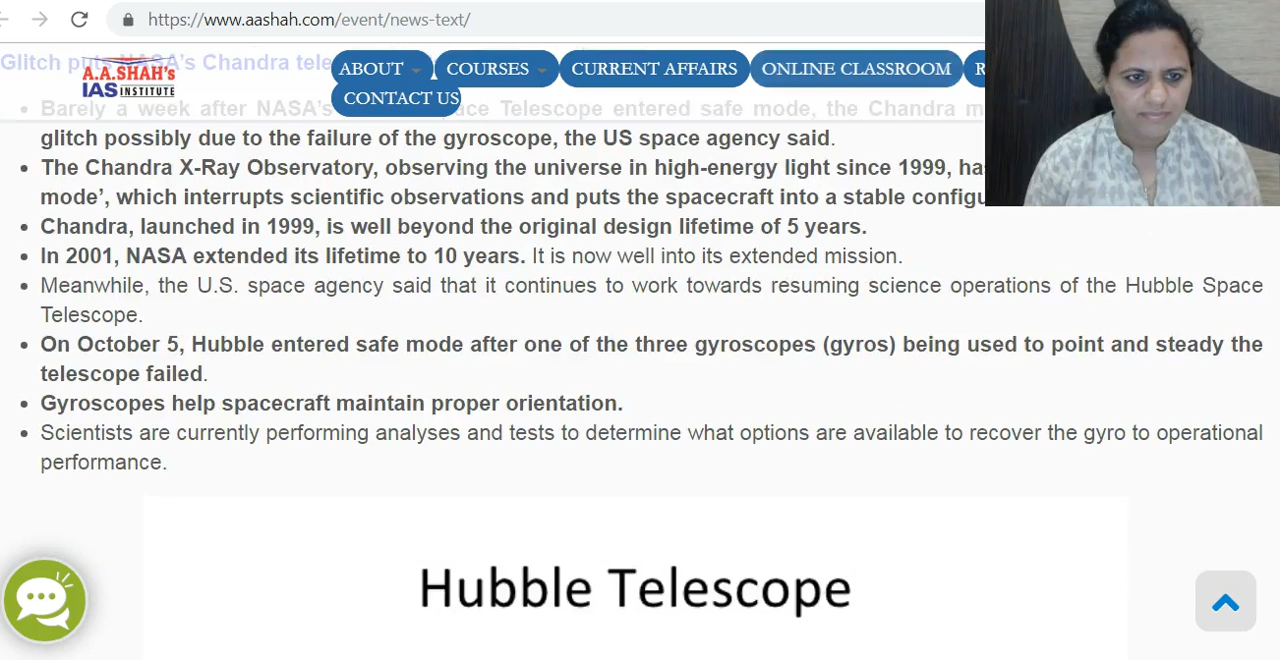 https://www.aashah.com/event/news-text/
Glitch puts NASA's Chandra tele
A.A.SHAH'S
IAS INSTITUTE
ABOUT
COURSES
CURRENT AFFAIRS
ONLINE CLASSROOM
R
CONTACT US
• Barely a week after NASA's ace Telescope entered safe mode, the Chandra
glitch possibly due to the failure of the gyroscope, the US space agency said.
• The Chandra X-Ray Observatory, observing the universe in high-energy light since 1999, has
mode', which interrupts scientific observations and puts the spacecraft into a stable configu
• Chandra, launched in 1999, is well beyond the original design lifetime of 5 years.
• In 2001, NASA extended its lifetime to 10 years. It is now well into its extended mission.
• Meanwhile, the U.S. space agency said that it continues to work towards resuming science operations of the Hubble Space
Telescope.
• On October 5, Hubble entered safe mode after one of the three gyroscopes (gyros) being used to point and steady the
telescope failed.
• Gyroscopes help spacecraft maintain proper orientation.
• Scientists are currently performing analyses and tests to determine what options are available to recover the gyro to operational
performance.
Hubble Telescope